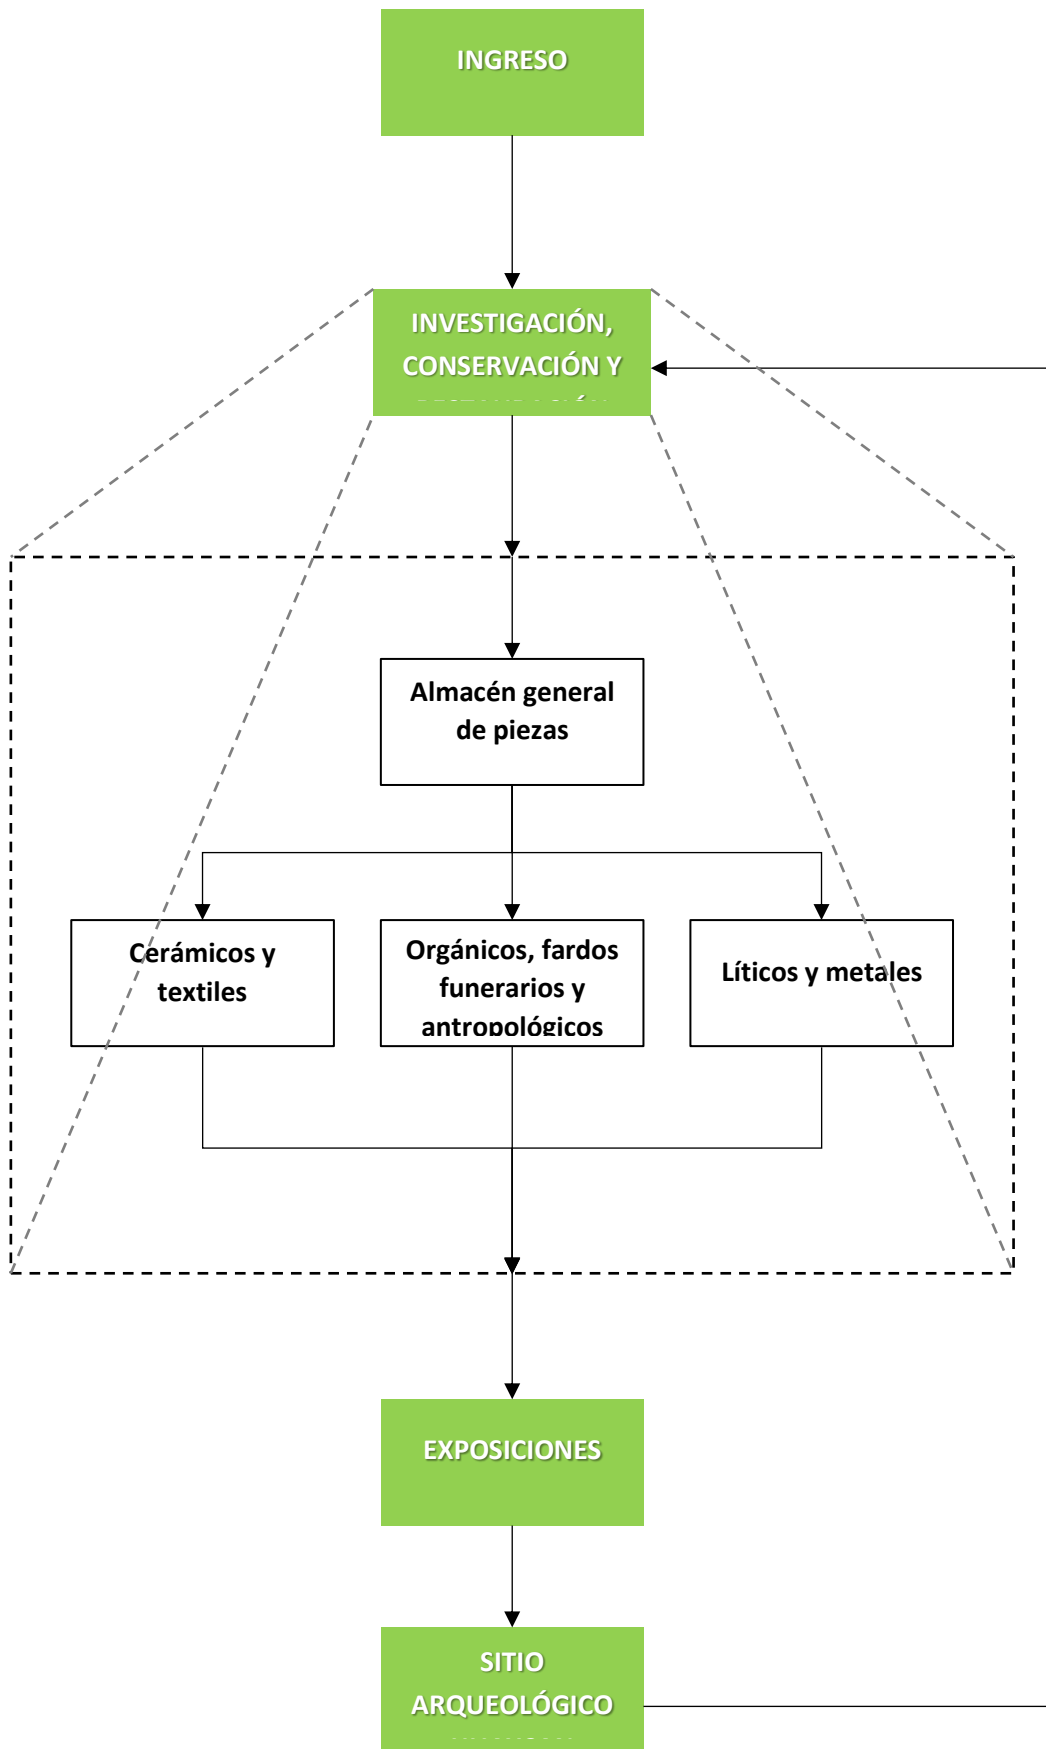 INGRESO
INVESTIGACIÓN,
CONSERVACIÓN Y
Almacén general
de piezas
Cerámicos y
textiles
Orgánicos, fardos
funerarios y
antropológicos
Líticos y metales
EXPOSICIONES
SITIO
ARQUEOLÓGICO